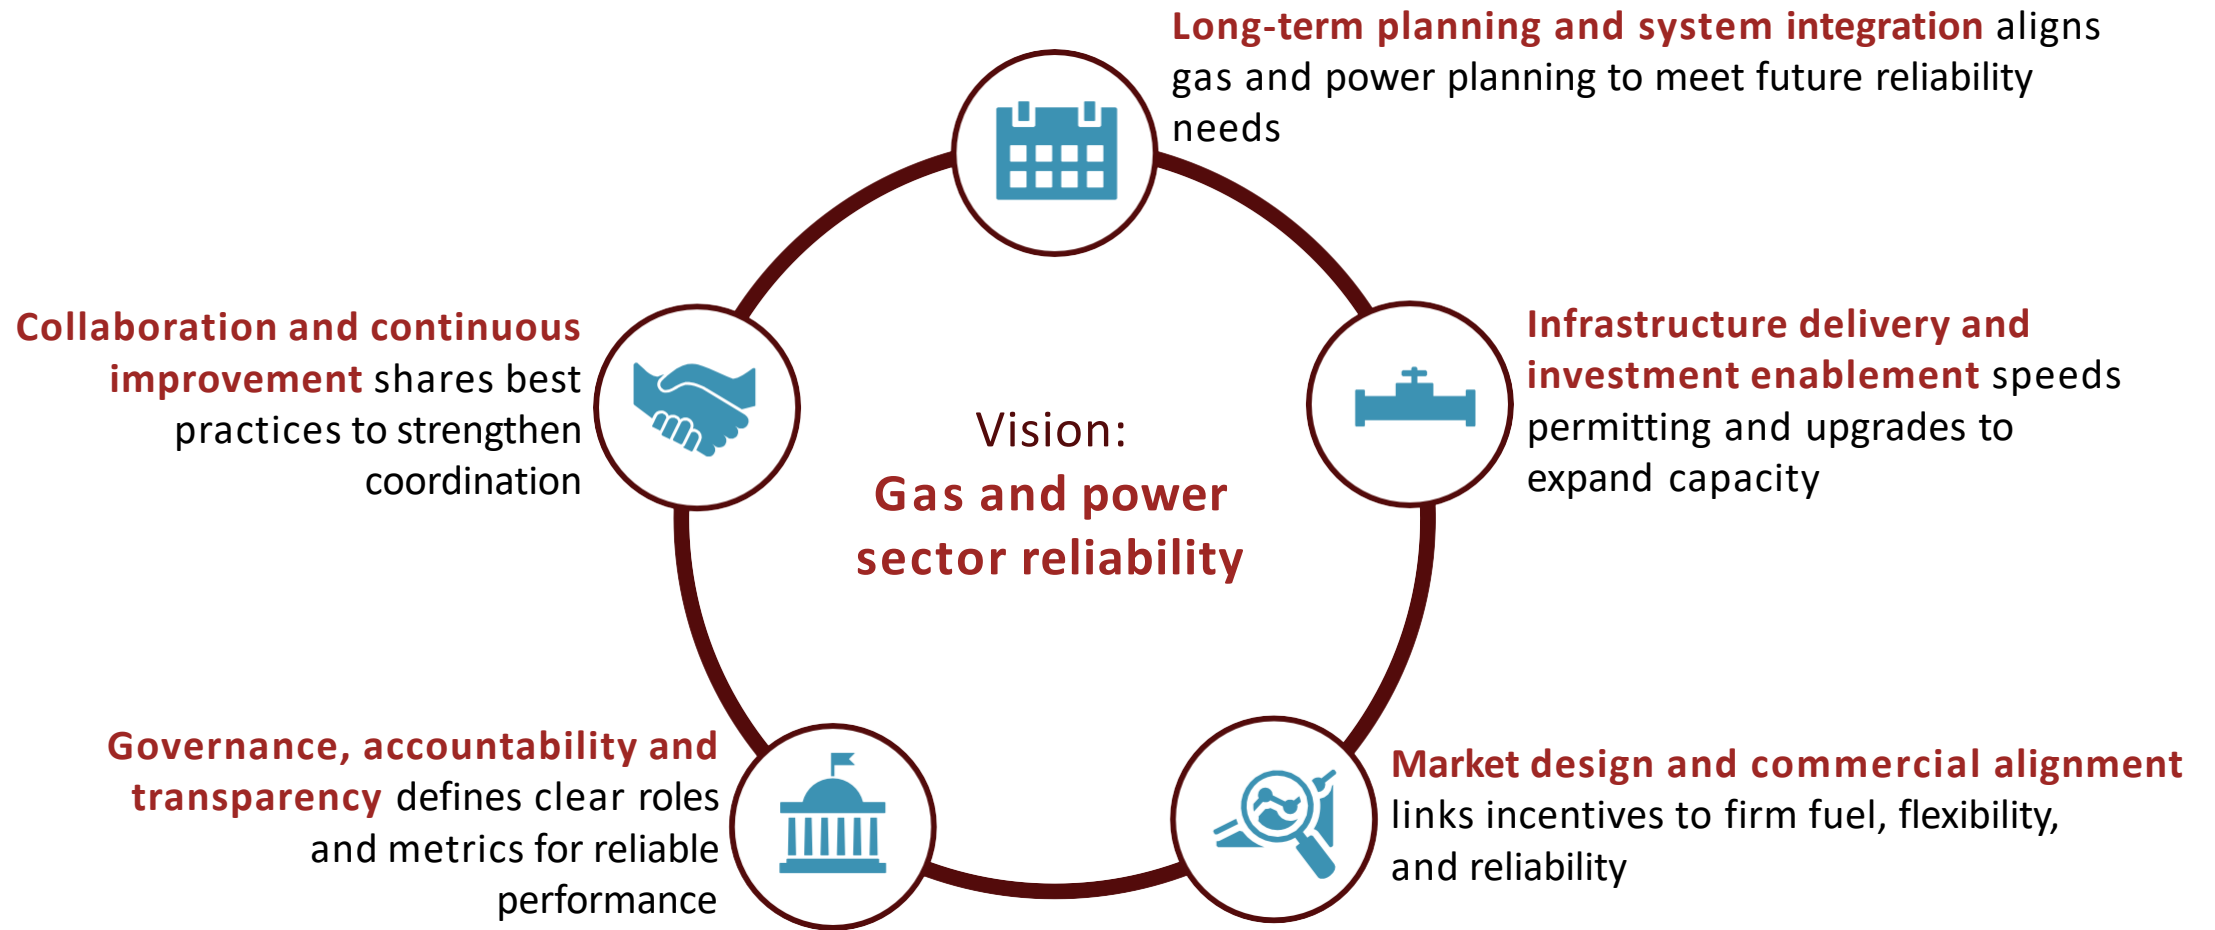 Long-term planning and system integration aligns
gas and power planning to meet future reliability
needs
Infrastructure delivery and
investment enablement speeds
permitting and upgrades to
expand capacity
Market design and commercial alignment
links incentives to firm fuel, flexibility,
and reliability
Governance, accountability and
transparency defines clear roles
and metrics for reliable
performance
Collaboration and continuous
improvement shares best
practices to strengthen
coordination
Vision:
Gas and power
sector reliability